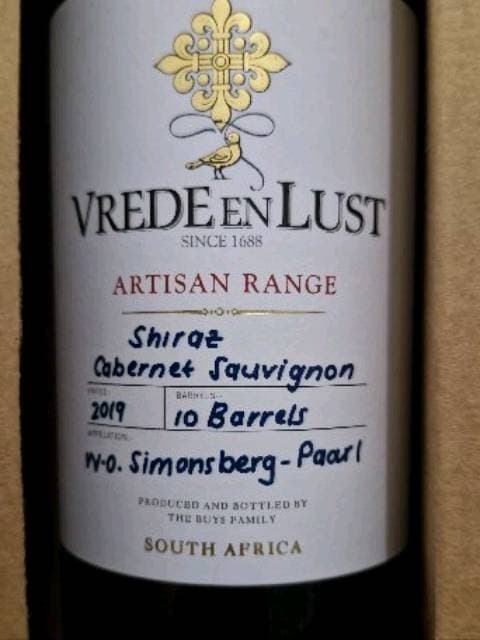 VREDE EN LUST
SINCE 1688
ARTISAN RANGE
Shiraz
Cabernet Sauvignon
2019
10 Barrels
W.O. Simonsberg-Paarl
PRODUCED AND BOTTLED BY
THE BUYS FAMILY
SOUTH AFRICA